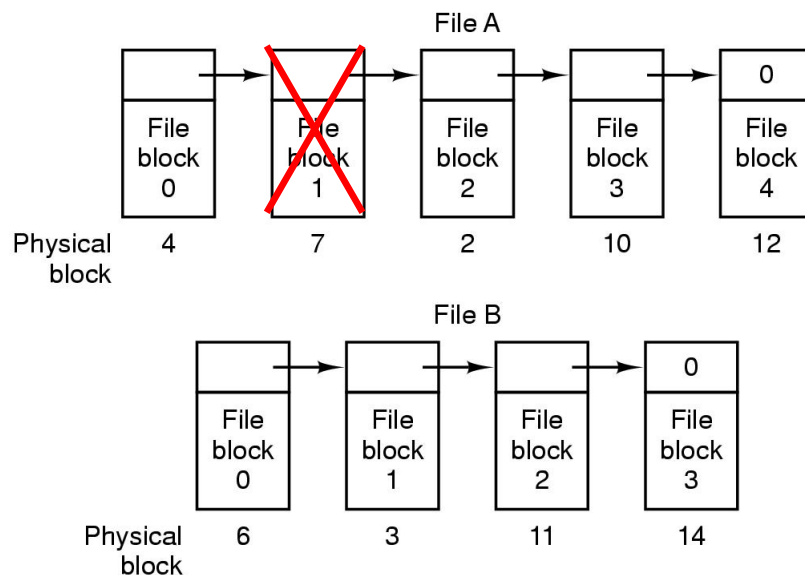 File A
0
File block 0
File block 1
File block 2
File block 3
File block 4
Physical block
4
7
2
10
12
File B
0
File block 0
File block 1
File block 2
File block 3
Physical block
6
3
11
14